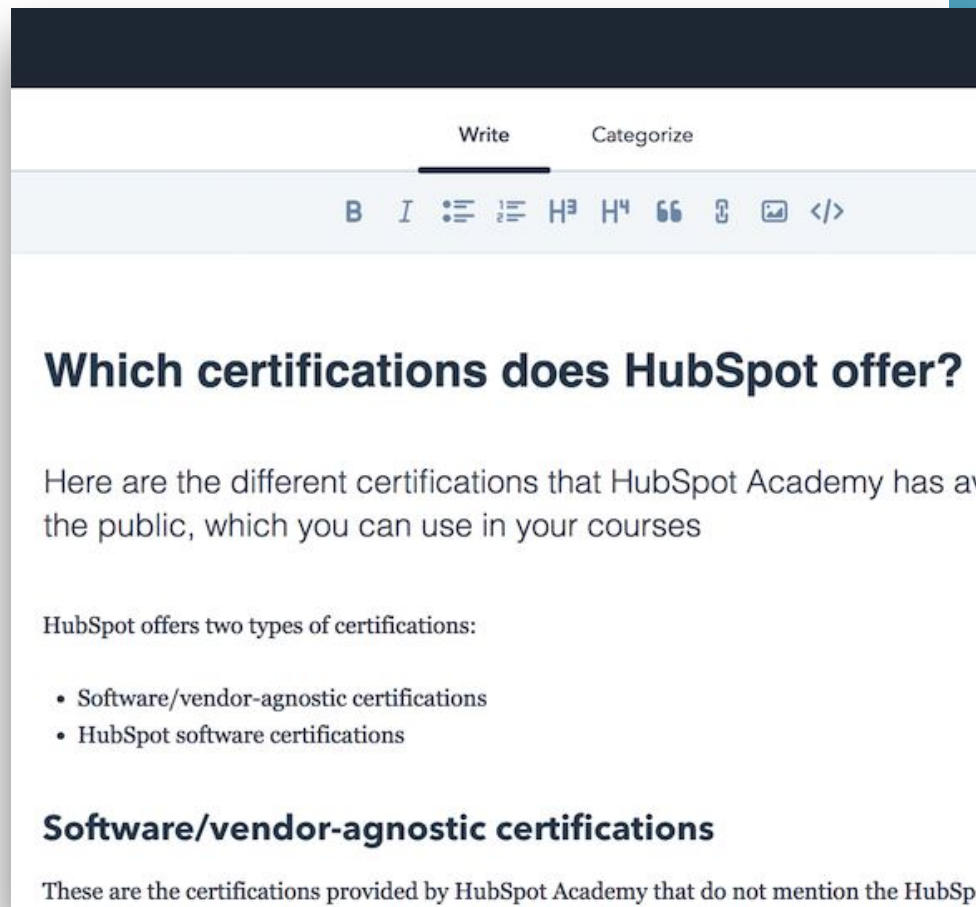 Write Categorize
B I H3 H4 </>
Which certifications does HubSpot offer?
Here are the different certifications that HubSpot Academy has
the public, which you can use in your courses
HubSpot offers two types of certifications:
• Software/vendor-agnostic certifications
• HubSpot software certifications
Software/vendor-agnostic certifications
These are the certifications provided by HubSpot Academy that do not mention the